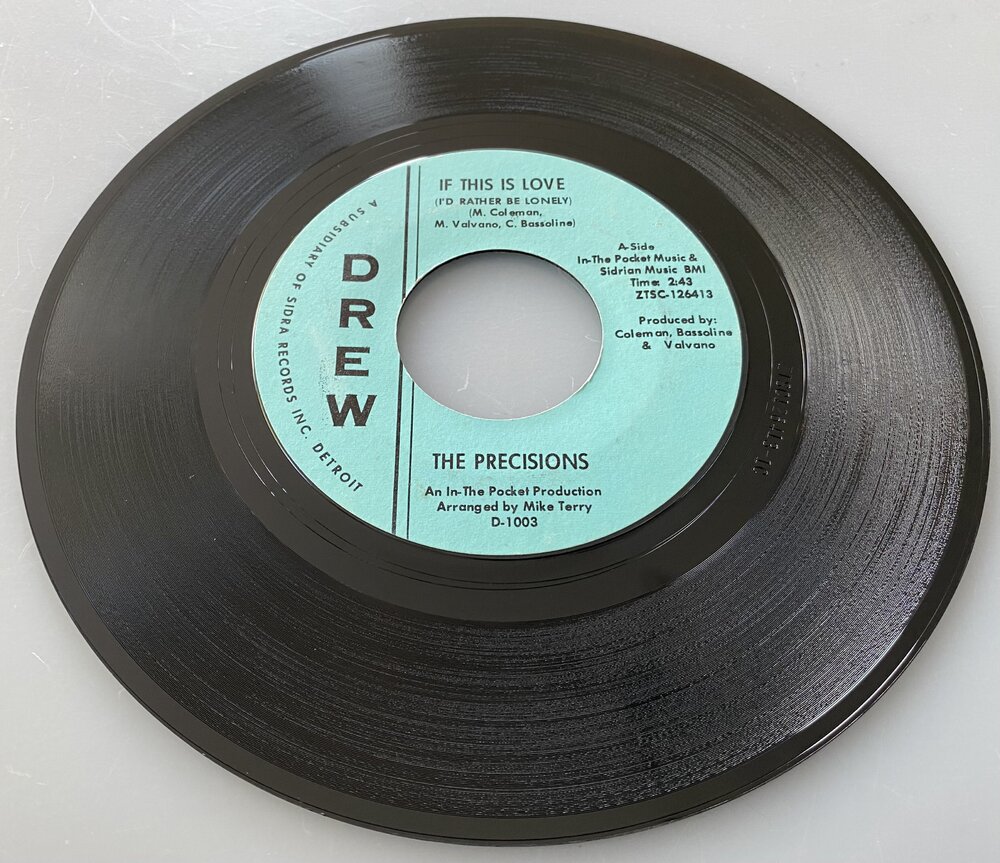 IF THIS IS LOVE
(I'D RATHER BE LONELY)
(M. Coleman,
M. Valvano, C. Bassoline)
A-Side
In-The Pocket Music &
Sidrian Music BMI
Time: 2:43
ZTSC-126413
Produced by:
Coleman, Bassoline
& Valvano
DREW
A SUBSIDIARY OF SIDRA RECORDS INC. DETROIT
THE PRECISIONS
An In-The Pocket Production
Arranged by Mike Terry
D-1003